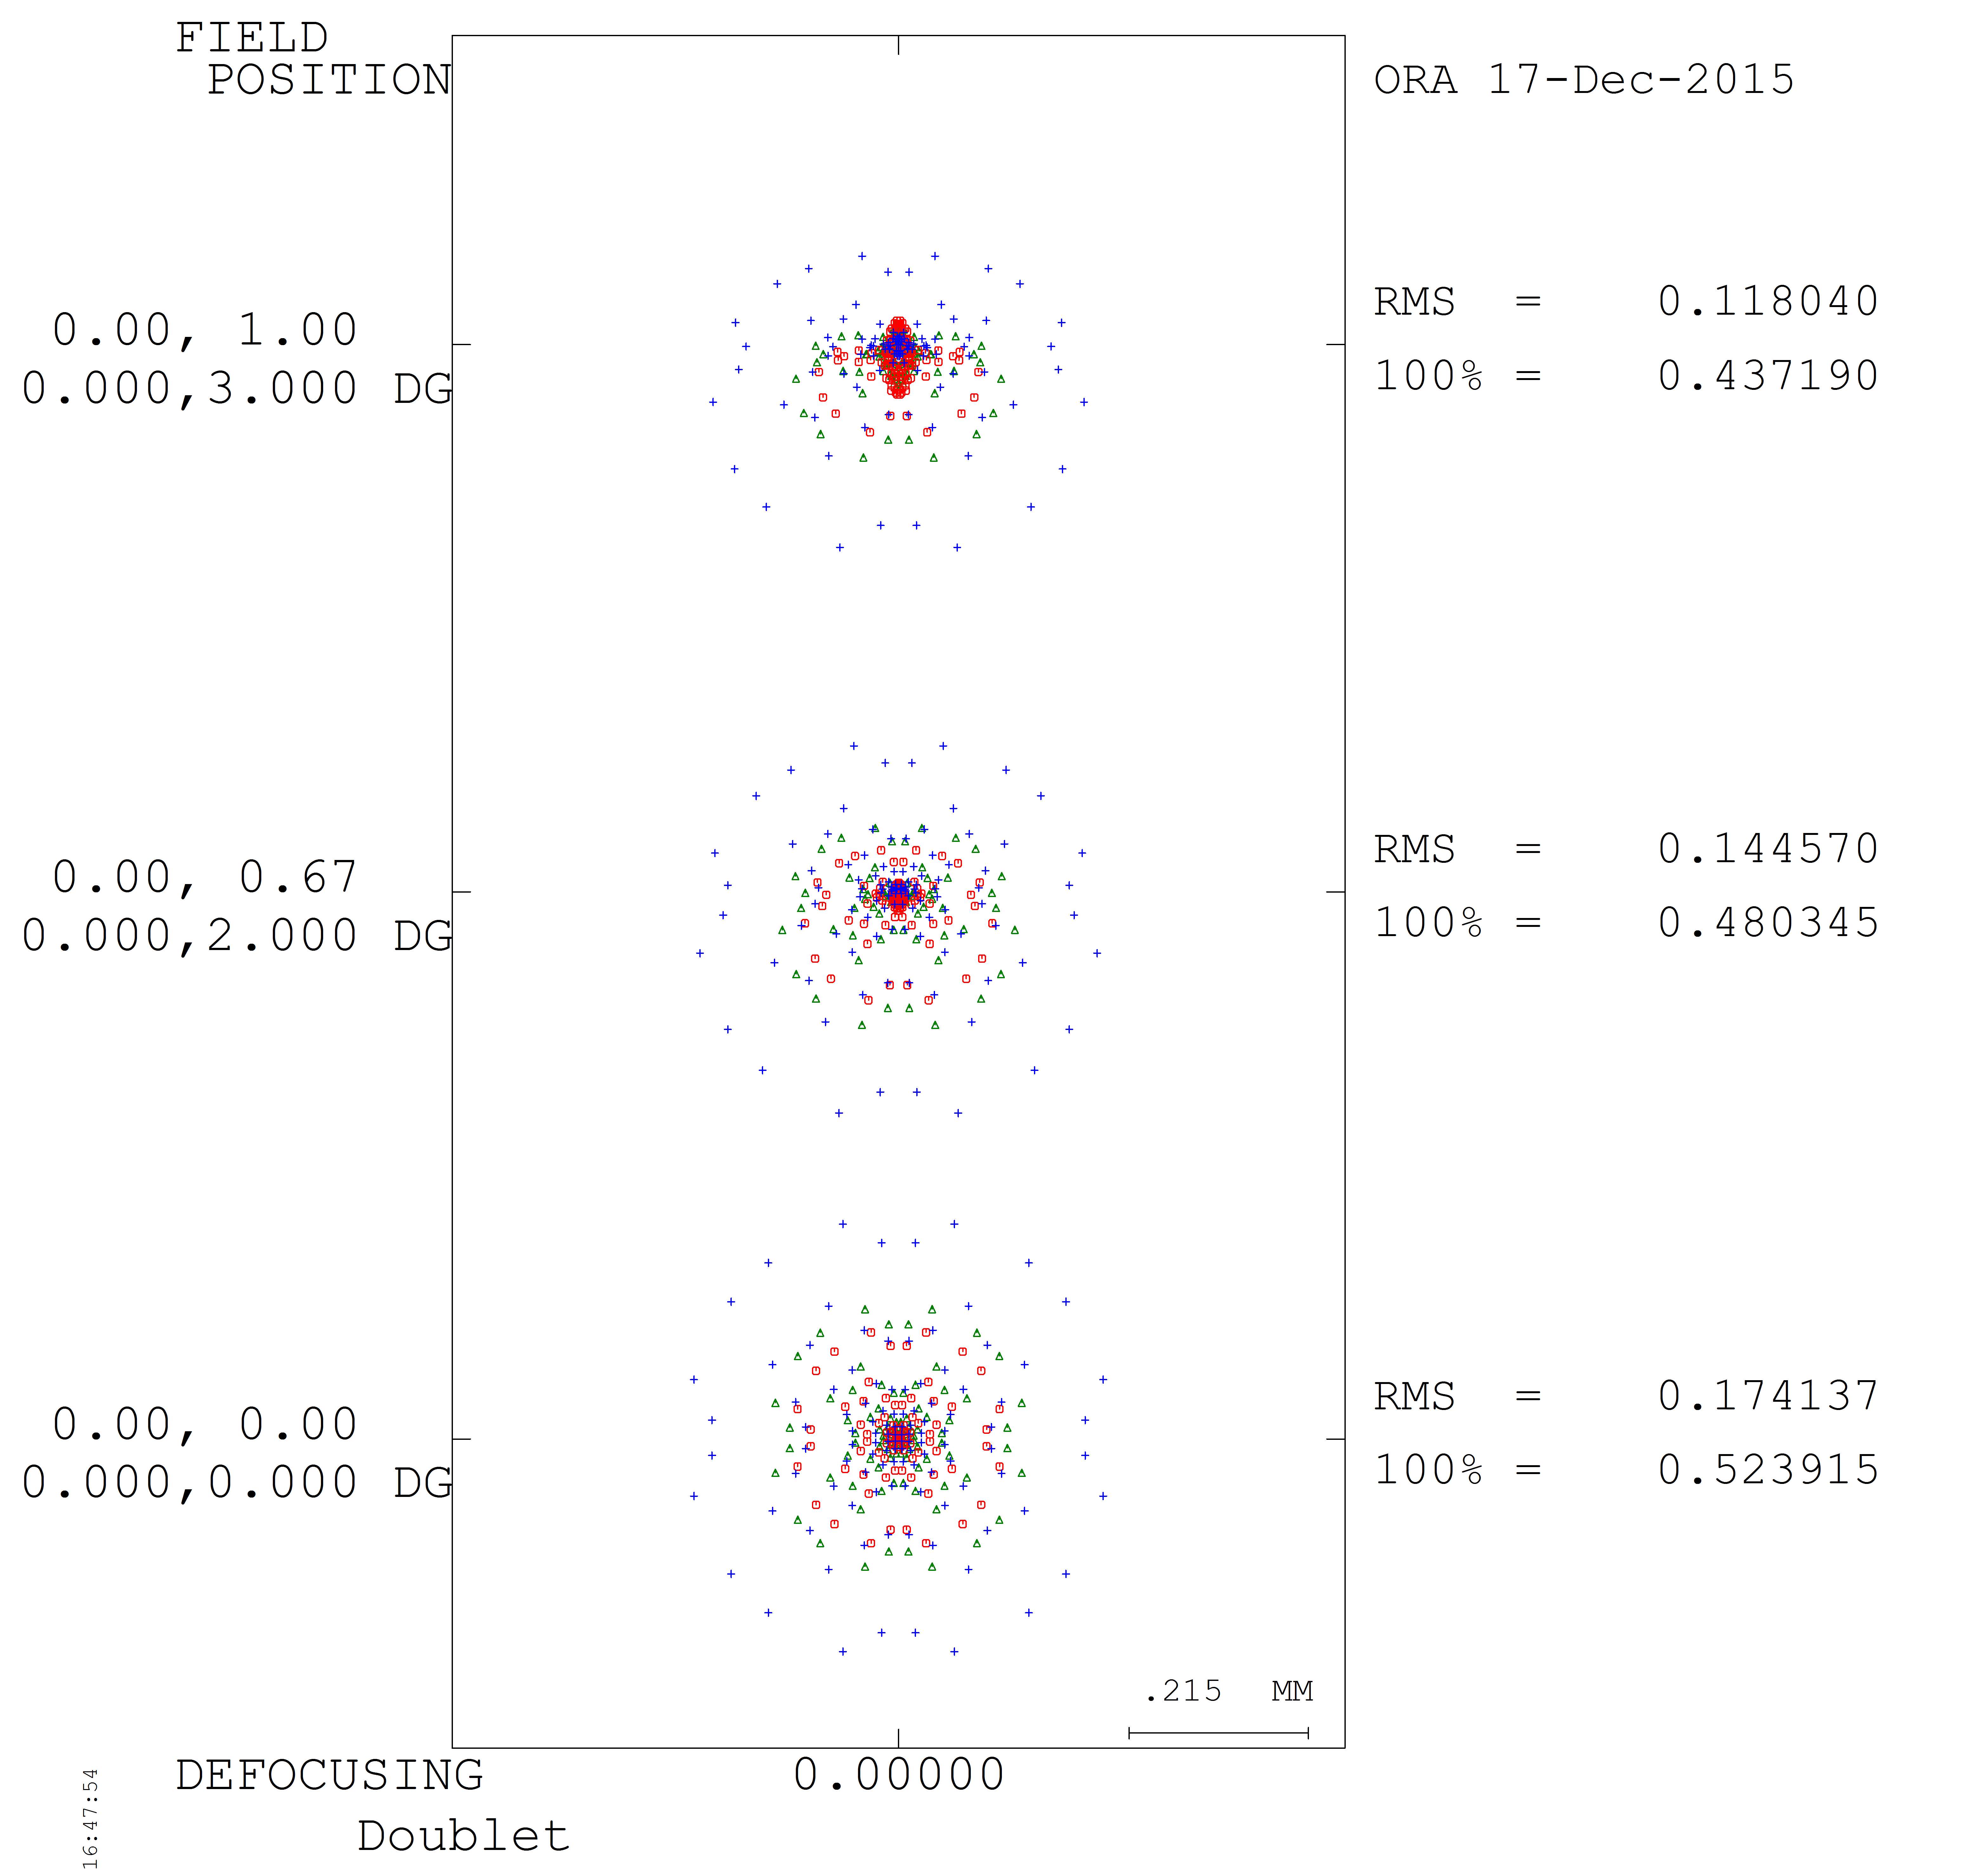 FIELD
POSITION
ORA 17-Dec-2015
0.00, 1.00
0.000,3.000 DG
RMS = 0.118040
100% = 0.437190
0.00, 0.67
0.000,2.000 DG
RMS = 0.144570
100% = 0.480345
0.00, 0.00
0.000,0.000 DG
RMS = 0.174137
100% = 0.523915
.215 MM
DEFOCUSING 0.00000
Doublet
16:47:54